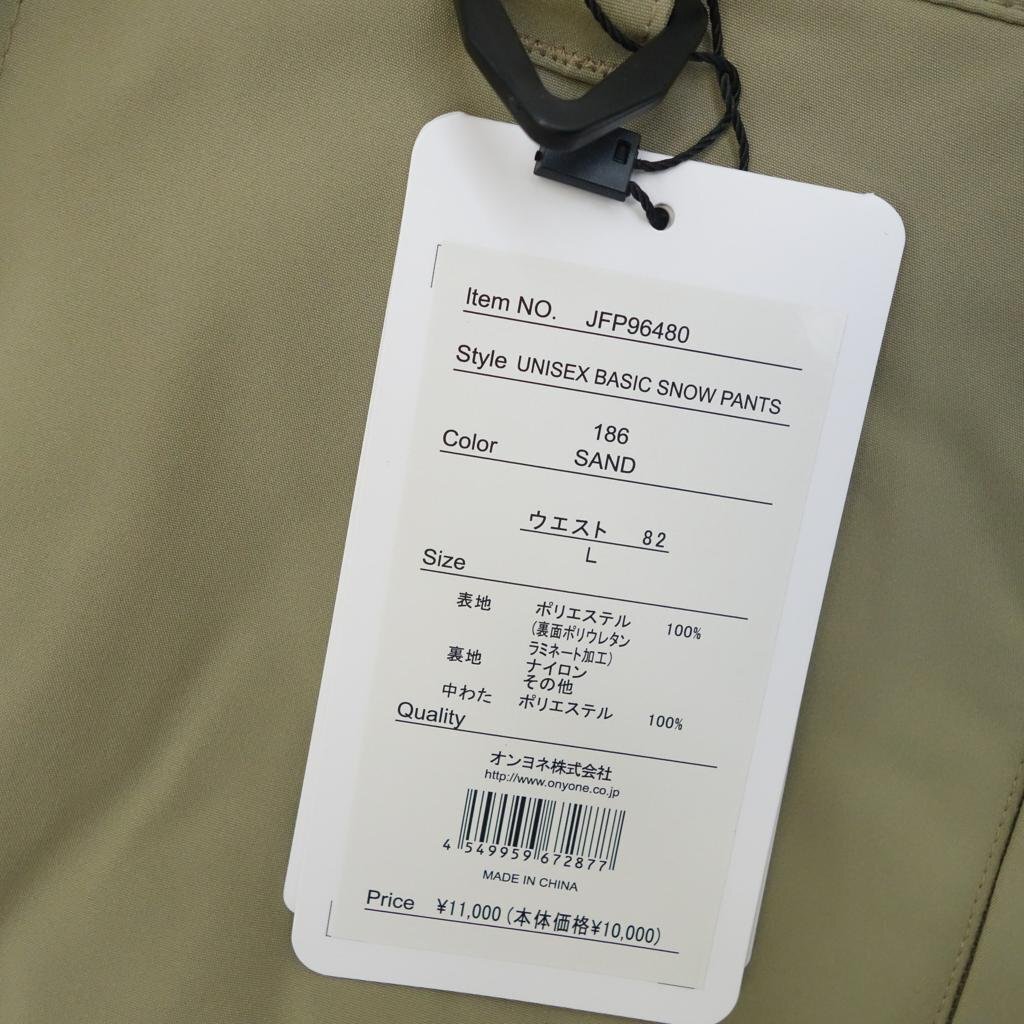 Item NO. JFP96480
Style UNISEX BASIC SNOW PANTS
186
Color SAND
ウエスト 82
L
Size
表地 ポリエステル 100%
(裏面ポリウレタン
ラミネート加工)
裏地 ナイロン
その他
中わた ポリエステル 100%
Quality
オンヨネ株式会社
http://www.onyone.co.jp
4 549959 672877
MADE IN CHINA
Price ¥11,000 (本体価格¥10,000)